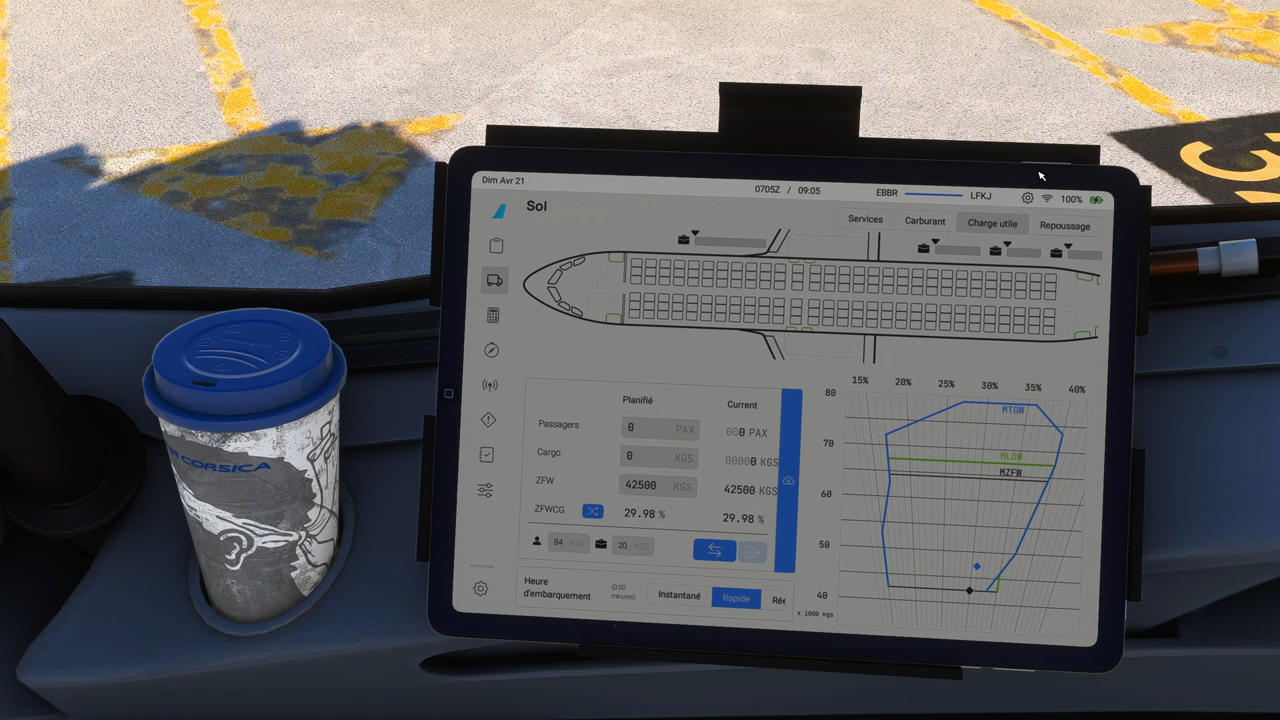 Dim Avr 21
0705Z / 09:05
EBBR
LFKJ
100%
Sol
Services
Carburant
Charge utile
Repoussage
Planifié
Current
Passagers
0 PAX
000 PAX
Cargo
0 KGS
00000 KGS
ZFW
42500 KGS
42500 KGS
ZFWCG
29.98 %
29.98 %
84 KGS
20 KGS
Heure
d'embarquement
(0:00
minutes)
Instantané
Rapide
Rée
15% 20% 25% 30% 35% 40%
80
70
60
50
40
x 1000 kgs
MTOW
MLDW
MZFW
R CORSICA